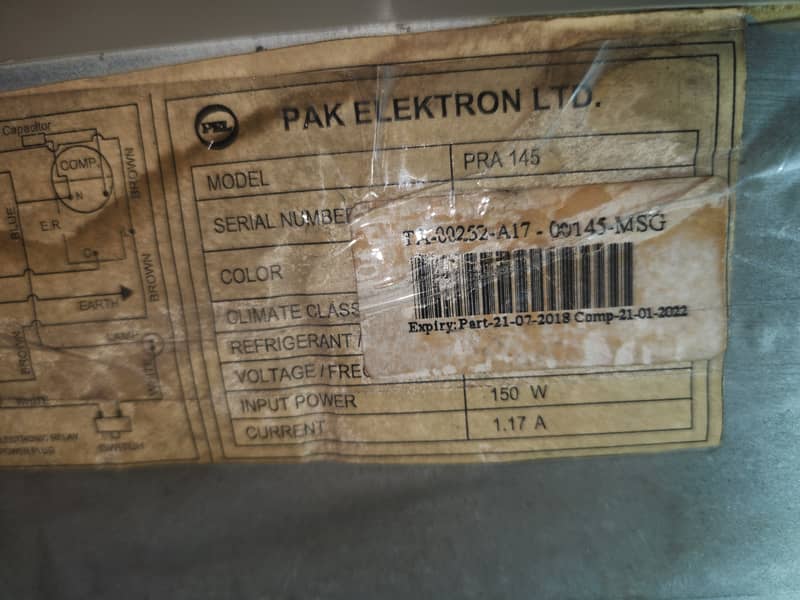 Capacitor
COMP.
N
BLUE
BROWN
E/R
C
BROWN
EARTH
BROWN
WHITE
PEL
PAK ELEKTRON LTD.
MODEL PRA 145
SERIAL NUMBER
COLOR
CLIMATE CLASS
REFRIGERANT /
VOLTAGE / FREQ
INPUT POWER 150 W
CURRENT 1.17 A
TA-00252-A17 - 00145-MSG
Expiry: Part-21-07-2018 Comp-21-01-2022